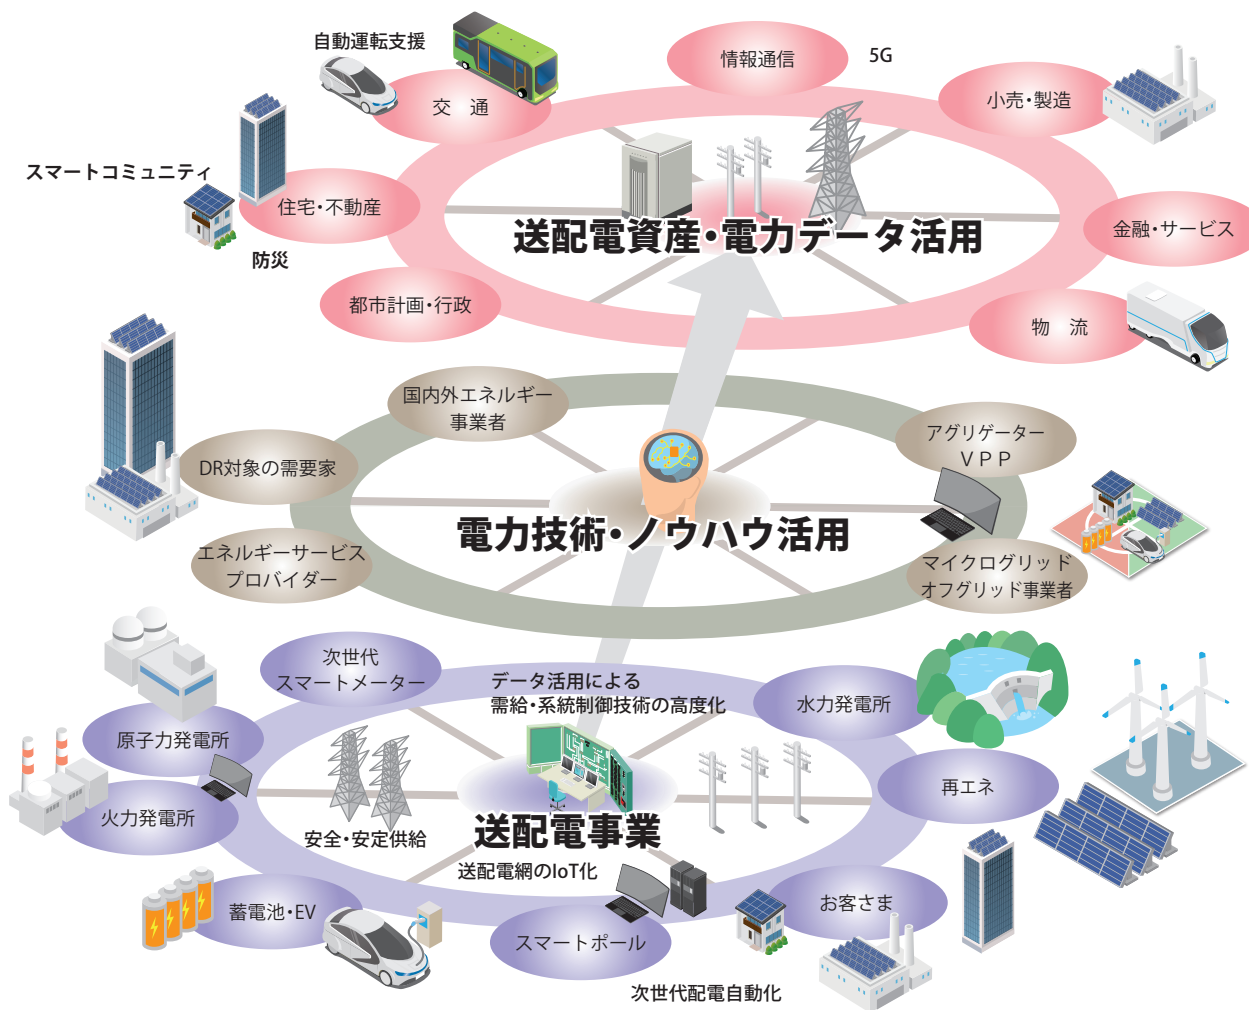 自動運転支援
交　通
情報通信
5G
小売・製造
スマートコミュニティ
住宅・不動産
防災
送配電資産・電力データ活用
金融・サービス
都市計画・行政
物　流
国内外エネルギー
事業者
アグリゲーター
ＶＰＰ
DR対象の需要家
電力技術・ノウハウ活用
エネルギーサービス
プロバイダー
マイクログリッド
オフグリッド事業者
次世代
スマートメーター
データ活用による
需給・系統制御技術の高度化
水力発電所
原子力発電所
再エネ
火力発電所
安全・安定供給
送配電事業
送配電網のIoT化
蓄電池・EV
スマートポール
お客さま
次世代配電自動化